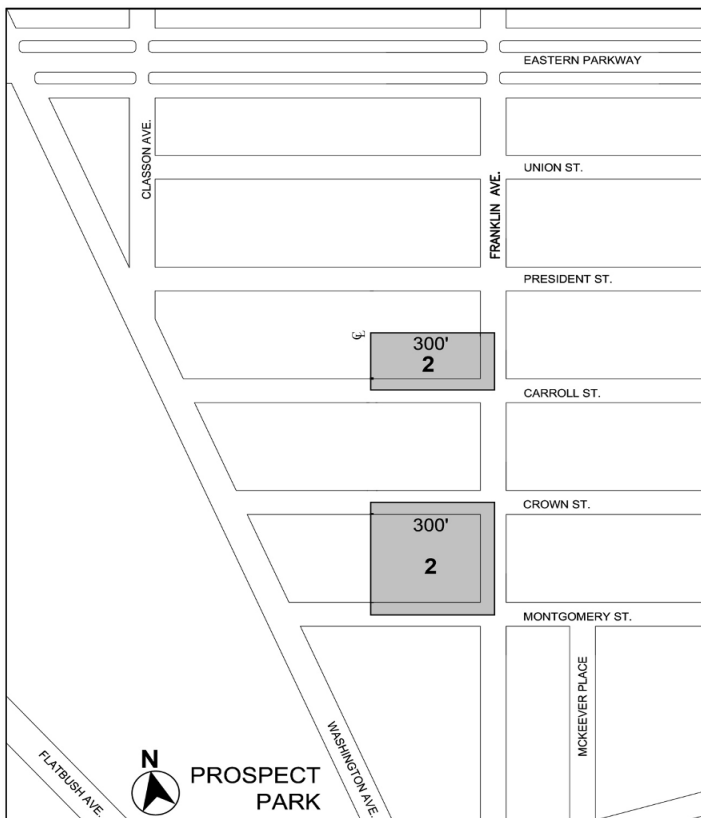 EASTERN PARKWAY
CLASSON AVE.
UNION ST.
FRANKLIN AVE.
PRESIDENT ST.
℄
300'
2
CARROLL ST.
CROWN ST.
300'
2
MONTGOMERY ST.
MCKEEVER PLACE
WASHINGTON AVE.
FLATBUSH AVE.
N
PROSPECT
PARK